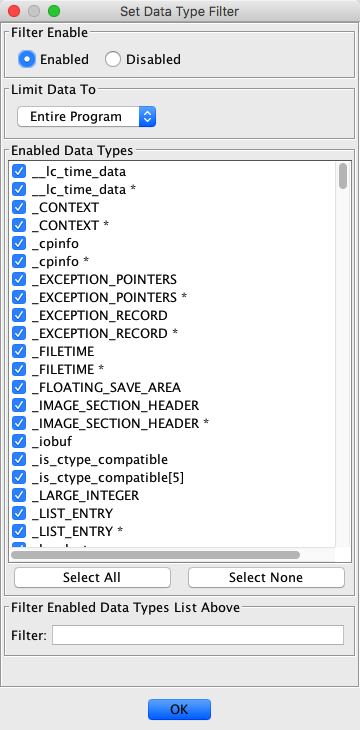 Set Data Type Filter
Filter Enable
Enabled Disabled
Limit Data To
Entire Program
Enabled Data Types
__lc_time_data
__lc_time_data *
_CONTEXT
_CONTEXT *
_cpinfo
_cpinfo *
_EXCEPTION_POINTERS
_EXCEPTION_POINTERS *
_EXCEPTION_RECORD
_EXCEPTION_RECORD *
_FILETIME
_FILETIME *
_FLOATING_SAVE_AREA
_IMAGE_SECTION_HEADER
_IMAGE_SECTION_HEADER *
_iobuf
_is_ctype_compatible
_is_ctype_compatible[5]
_LARGE_INTEGER
_LIST_ENTRY
_LIST_ENTRY *
Select All Select None
Filter Enabled Data Types List Above
Filter:
OK